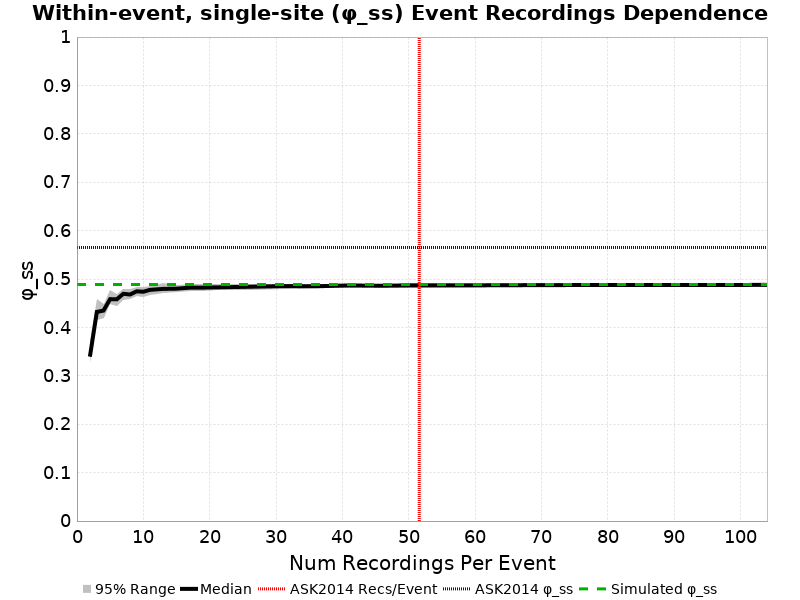 Within-event, single-site (φ_ss) Event Recordings Dependence
1
0.9
0.8
0.7
0.6
0.5
0.4
0.3
0.2
0.1
0
φ_ss
0 10 20 30 40 50 60 70 80 90 100
Num Recordings Per Event
95% Range Median ASK2014 Recs/Event ASK2014 φ_ss Simulated φ_ss